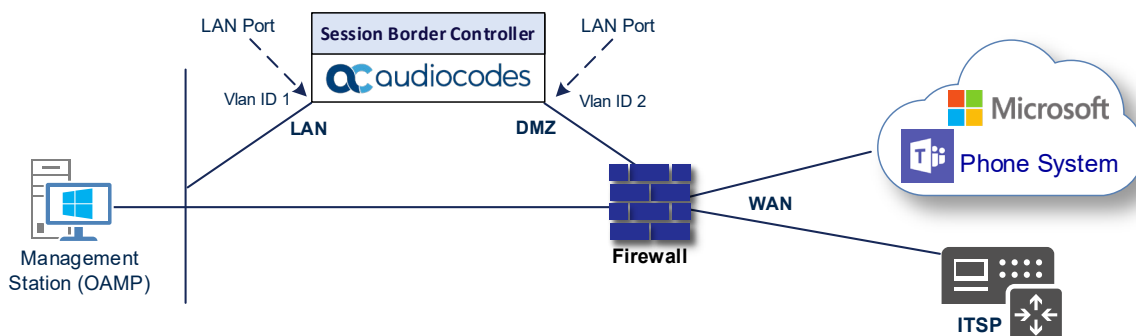 LAN Port
LAN Port
Session Border Controller
audiocodes
Vlan ID 1
Vlan ID 2
LAN
DMZ
Microsoft
T
Phone System
WAN
Firewall
Management
Station (OAMP)
ITSP